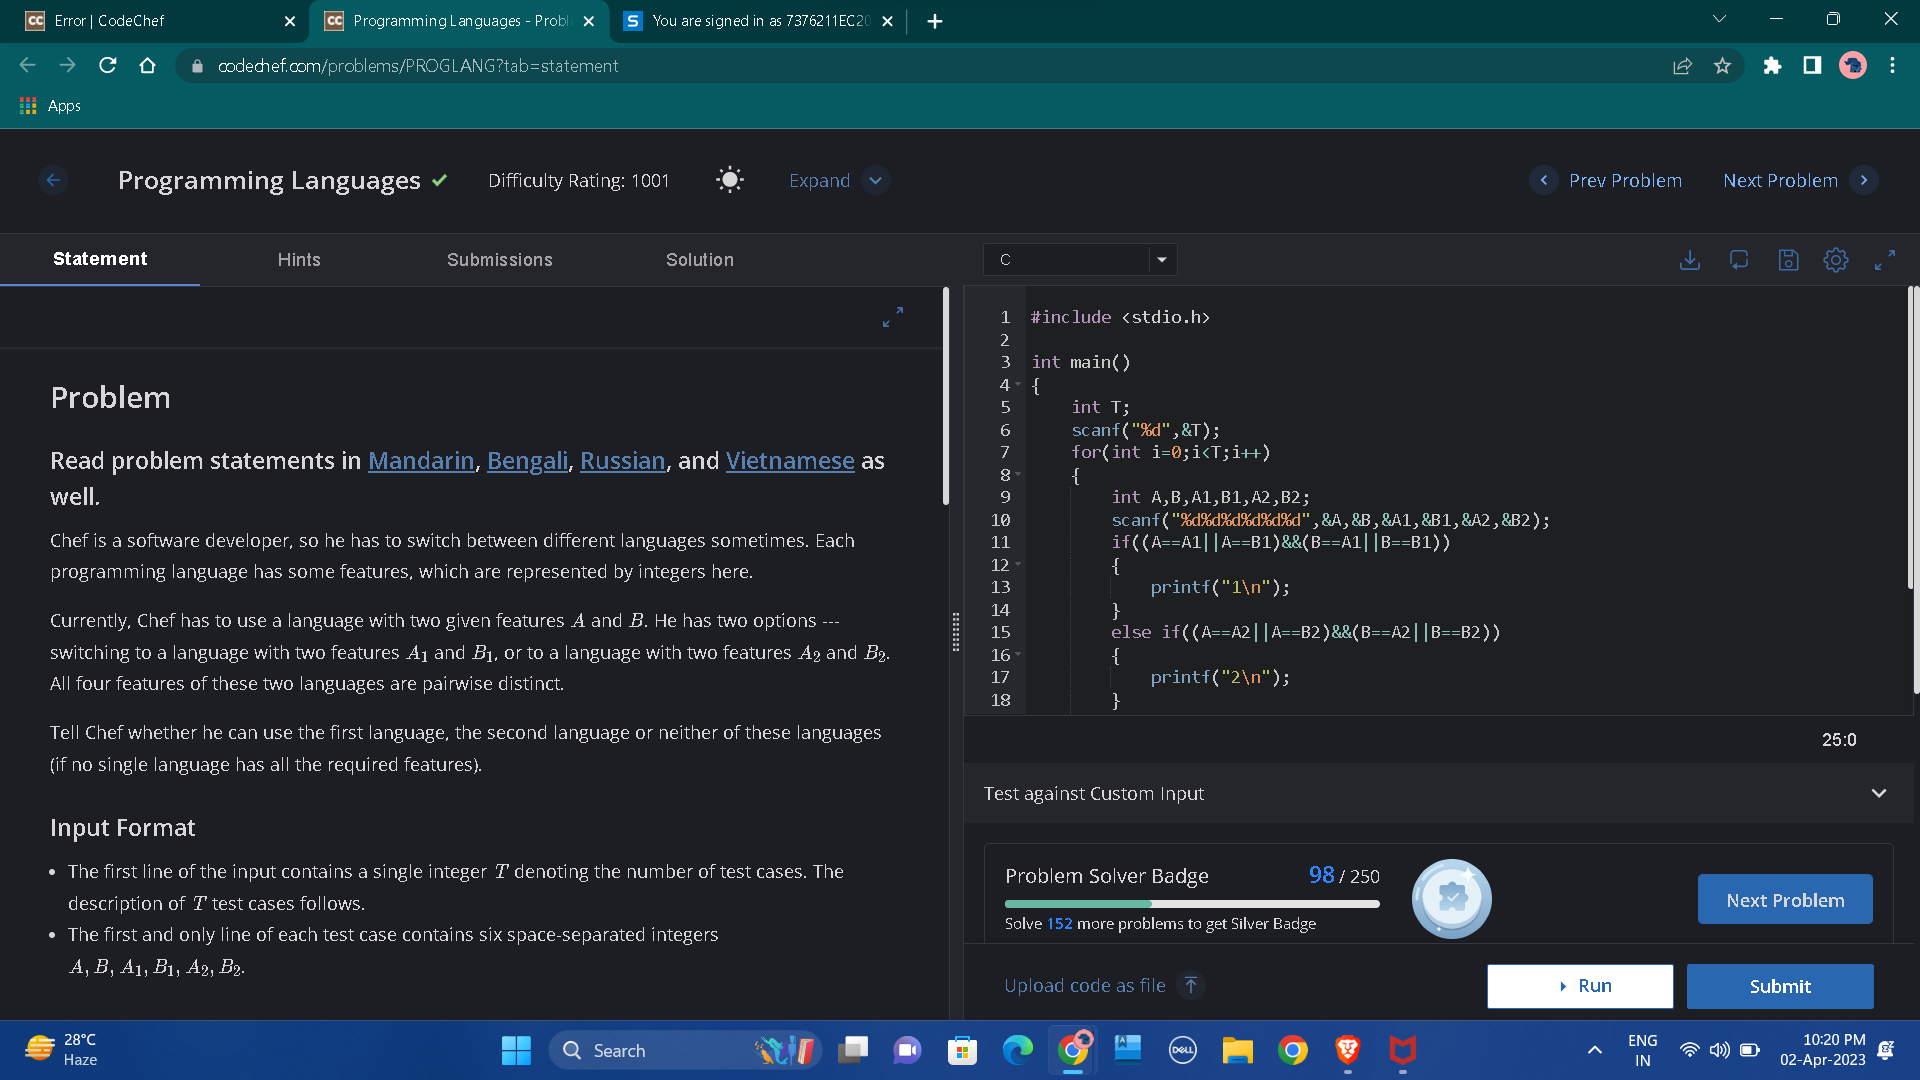 Error | CodeChef
Programming Languages - Probl
You are signed in as 7376211EC20
codechef.com/problems/PROGLANG?tab=statement
Apps
Programming Languages
Difficulty Rating: 1001
Expand
Prev Problem
Next Problem
Statement
Hints
Submissions
Solution
Problem
Read problem statements in Mandarin, Bengali, Russian, and Vietnamese as
well.
Chef is a software developer, so he has to switch between different languages sometimes. Each
programming language has some features, which are represented by integers here.
Currently, Chef has to use a language with two given features A and B. He has two options ---
switching to a language with two features A₁ and B₁, or to a language with two features A₂ and B₂.
All four features of these two languages are pairwise distinct.
Tell Chef whether he can use the first language, the second language or neither of these languages
(if no single language has all the required features).
Input Format
• The first line of the input contains a single integer T denoting the number of test cases. The
description of T test cases follows.
• The first and only line of each test case contains six space-separated integers
A, B, A₁, B₁, A₂, B₂.
C
1 #include <stdio.h>
2
3 int main()
4 {
5     int T;
6     scanf("%d",&T);
7     for(int i=0;i<T;i++)
8     {
9         int A,B,A1,B1,A2,B2;
10         scanf("%d%d%d%d%d%d",&A,&B,&A1,&B1,&A2,&B2);
11         if((A==A1||A==B1)&&(B==A1||B==B1))
12         {
13             printf("1\n");
14         }
15         else if((A==A2||A==B2)&&(B==A2||B==B2))
16         {
17             printf("2\n");
18         }
25:0
Test against Custom Input
Problem Solver Badge
98 / 250
Solve 152 more problems to get Silver Badge
Next Problem
Upload code as file
Run
Submit
28°C
Haze
Search
DELL
ENG
IN
10:20 PM
02-Apr-2023